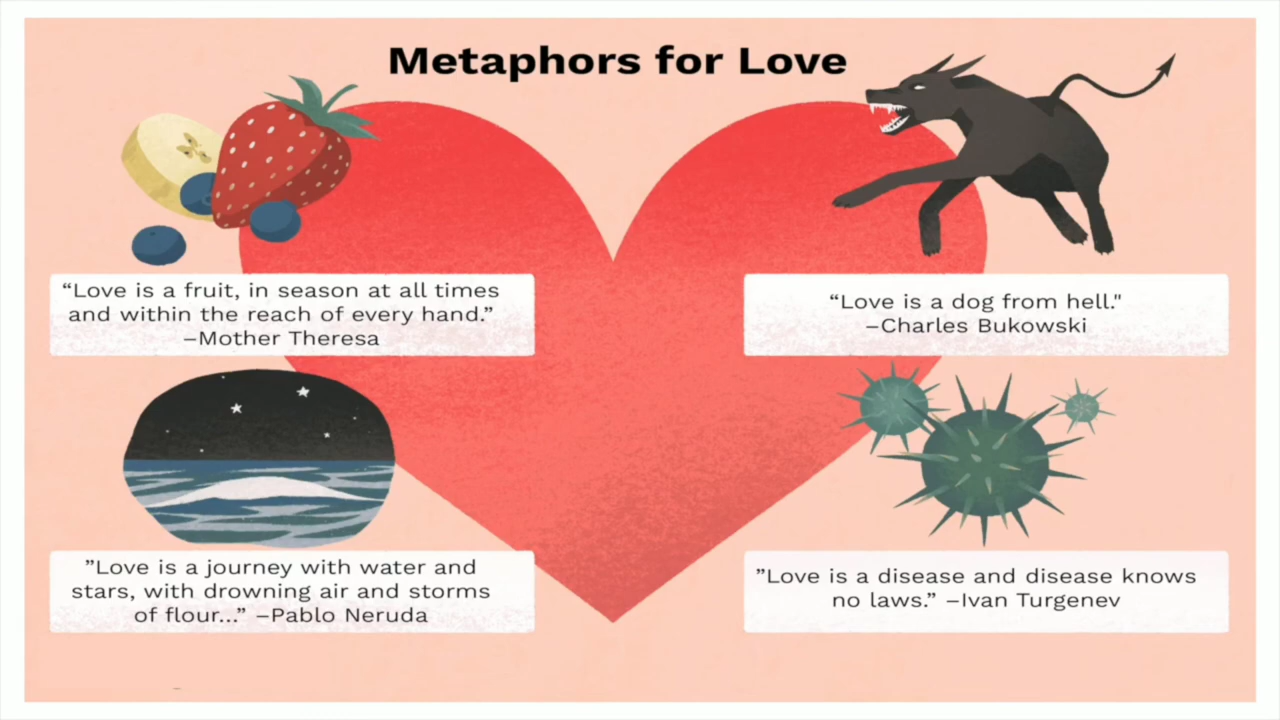 Metaphors for Love
“Love is a fruit, in season at all times
and within the reach of every hand.”
–Mother Theresa
“Love is a dog from hell."
–Charles Bukowski
”Love is a journey with water and
stars, with drowning air and storms
of flour...” –Pablo Neruda
”Love is a disease and disease knows
no laws.” –Ivan Turgenev